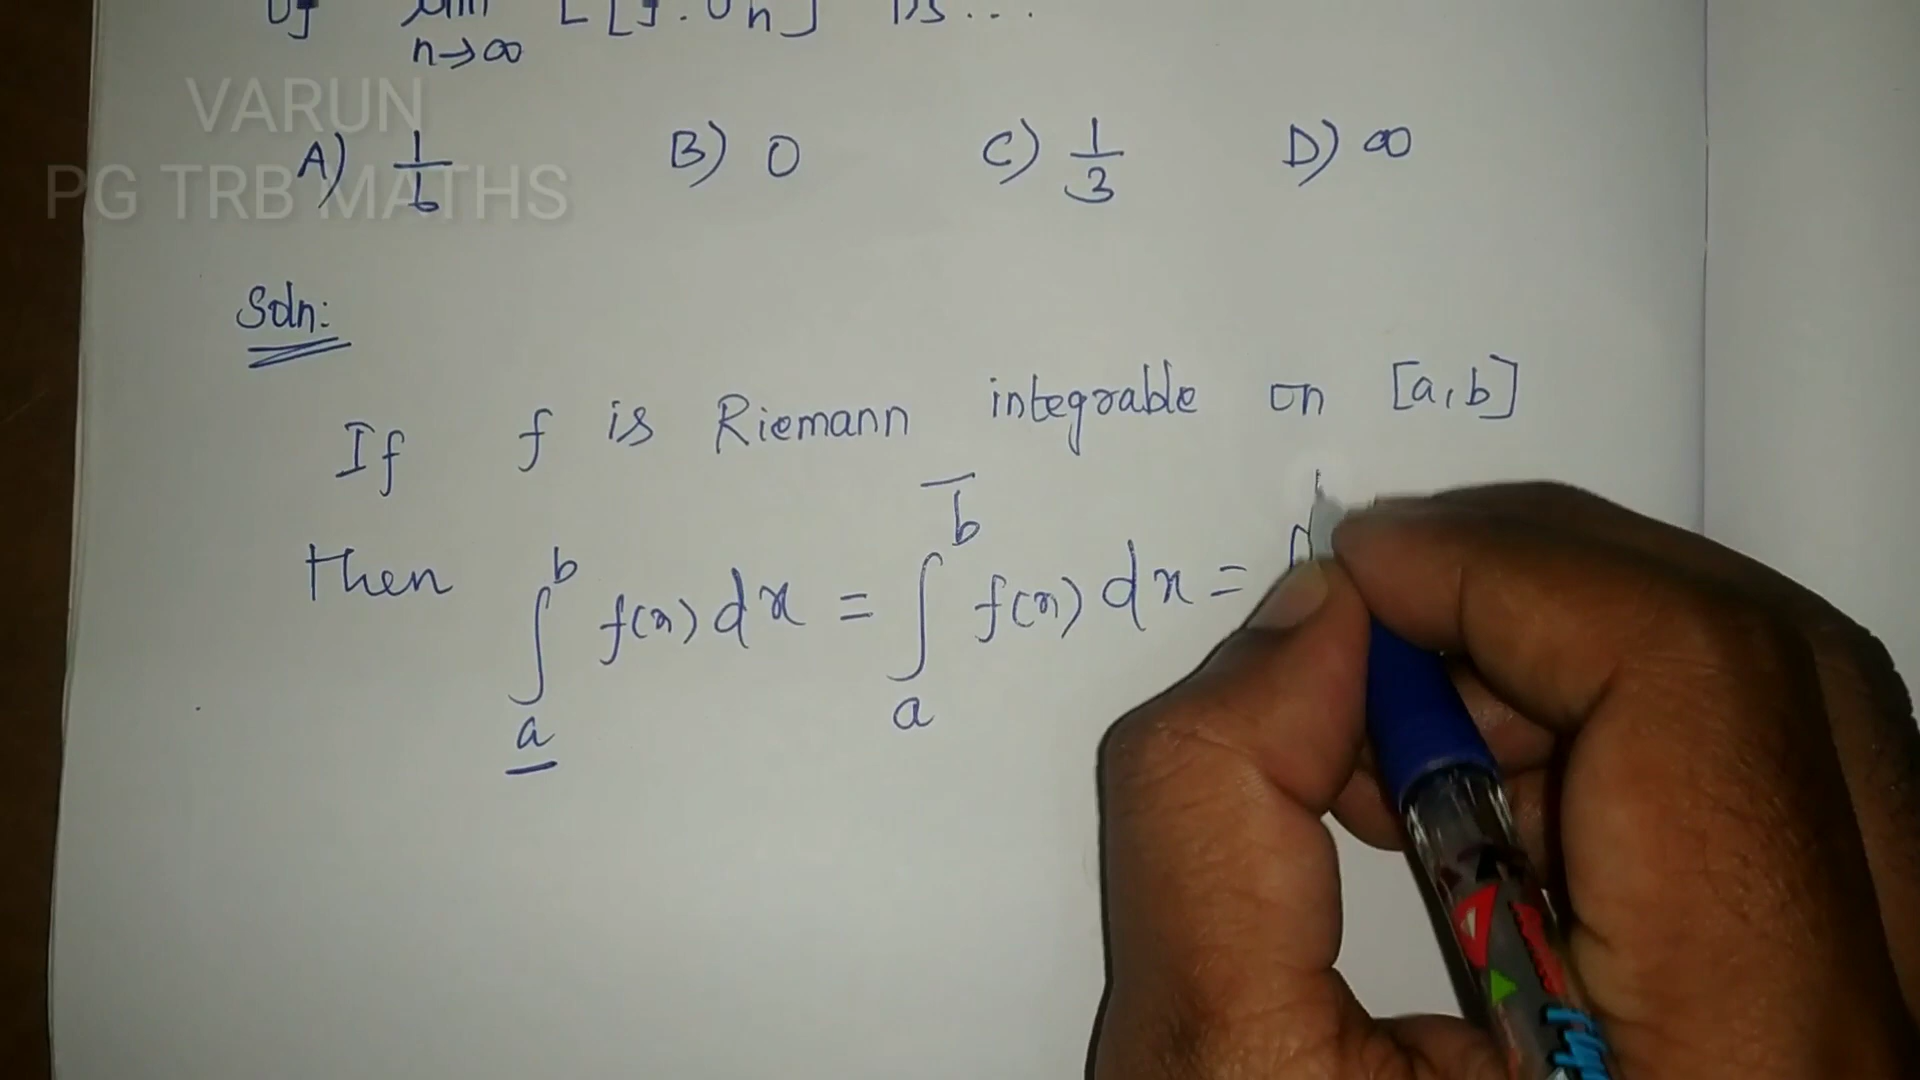 n→∞
VARUN
A) 1/6 B) 0 C) 1/3 D) ∞
PG TRB MATHS
Soln:
If f is Riemann integrable on [a,b]
then ∫_a^b f(x) dx = ∫_a^b̅ f(x) dx = ∫